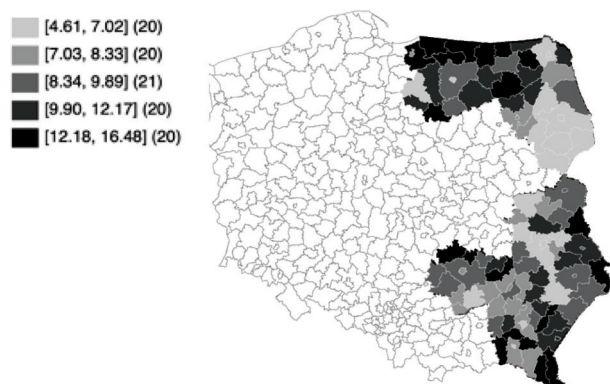 [4.61, 7.02] (20)
[7.03, 8.33] (20)
[8.34, 9.89] (21)
[9.90, 12.17] (20)
[12.18, 16.48] (20)